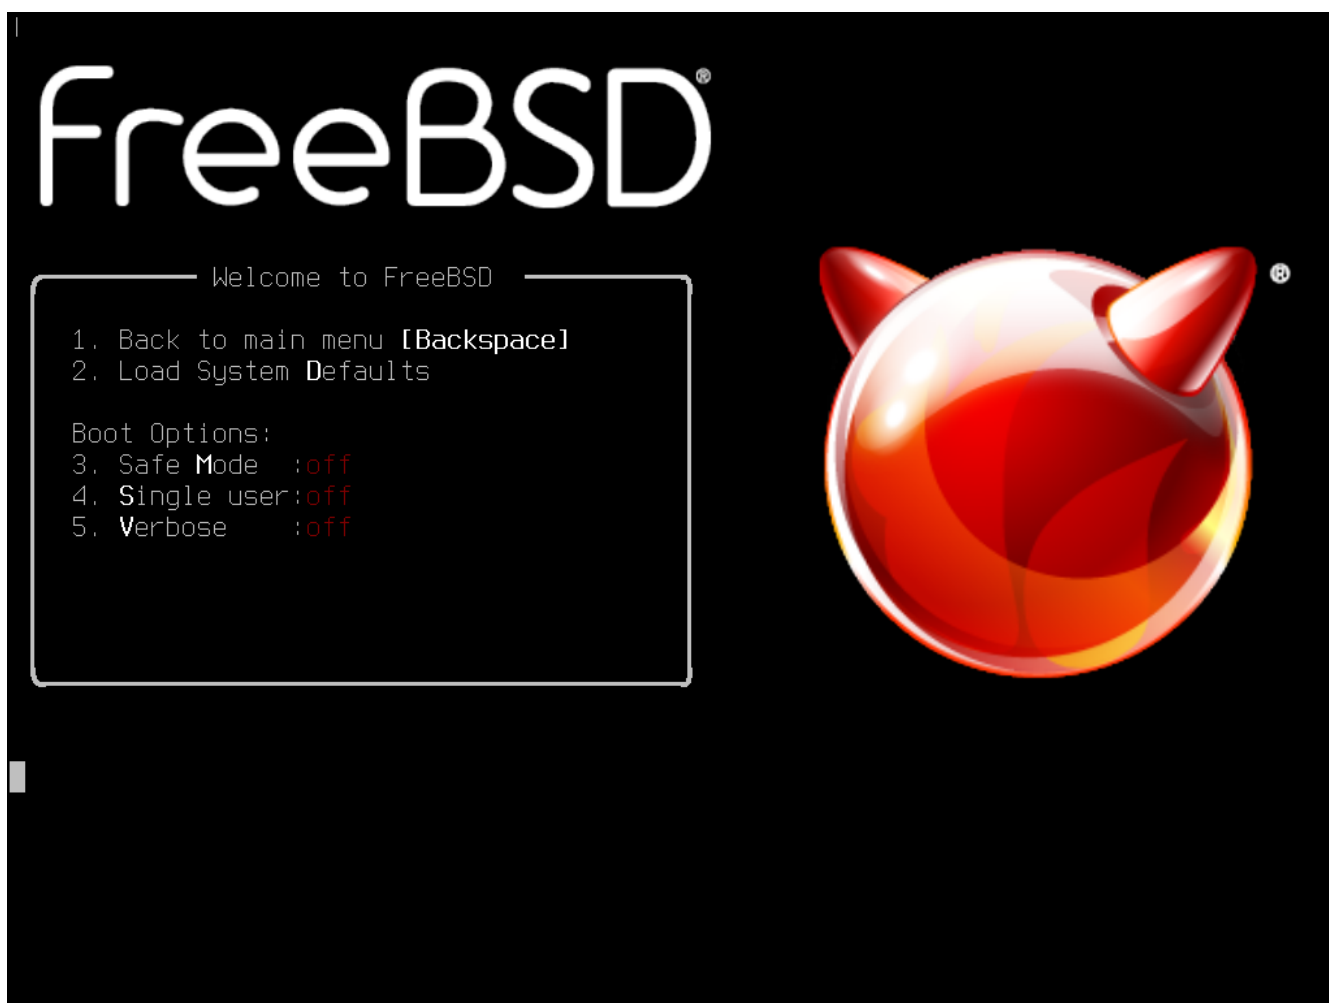 FreeBSD®
Welcome to FreeBSD
1. Back to main menu [Backspace]
2. Load System Defaults
Boot Options:
3. Safe Mode  :off
4. Single user:off
5. Verbose    :off
®